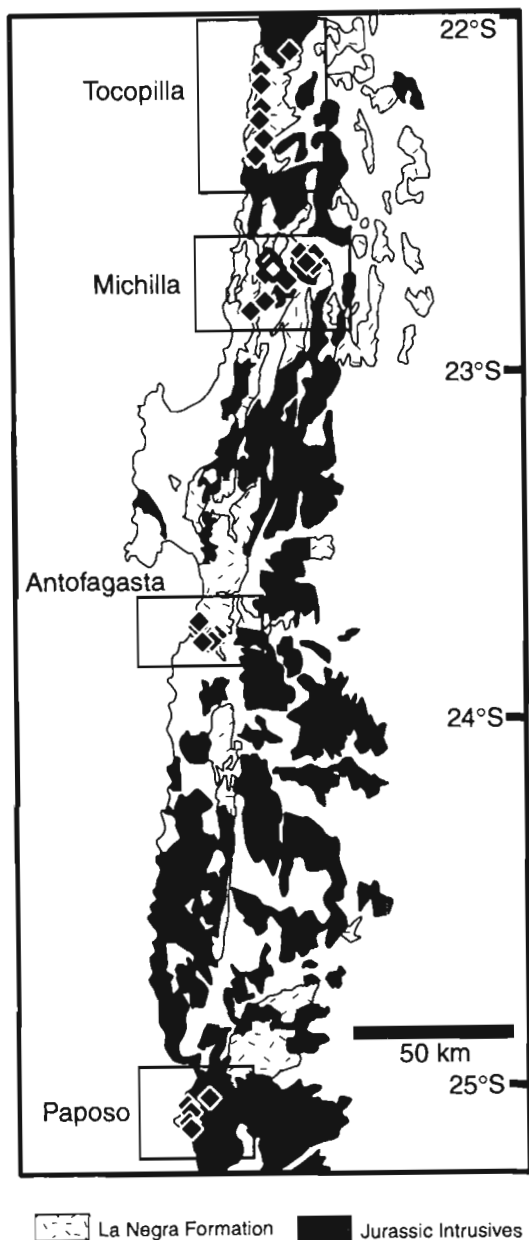 22°S
Tocopilla
Michilla
23°S
Antofagasta
24°S
50 km
25°S
Paposo
La Negra Formation
Jurassic Intrusives